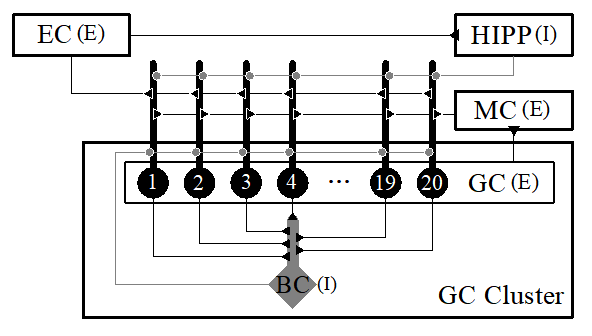 EC (E)
HIPP (I)
MC (E)
1 2 3 4 ... 19 20 GC (E)
BC (I)
GC Cluster